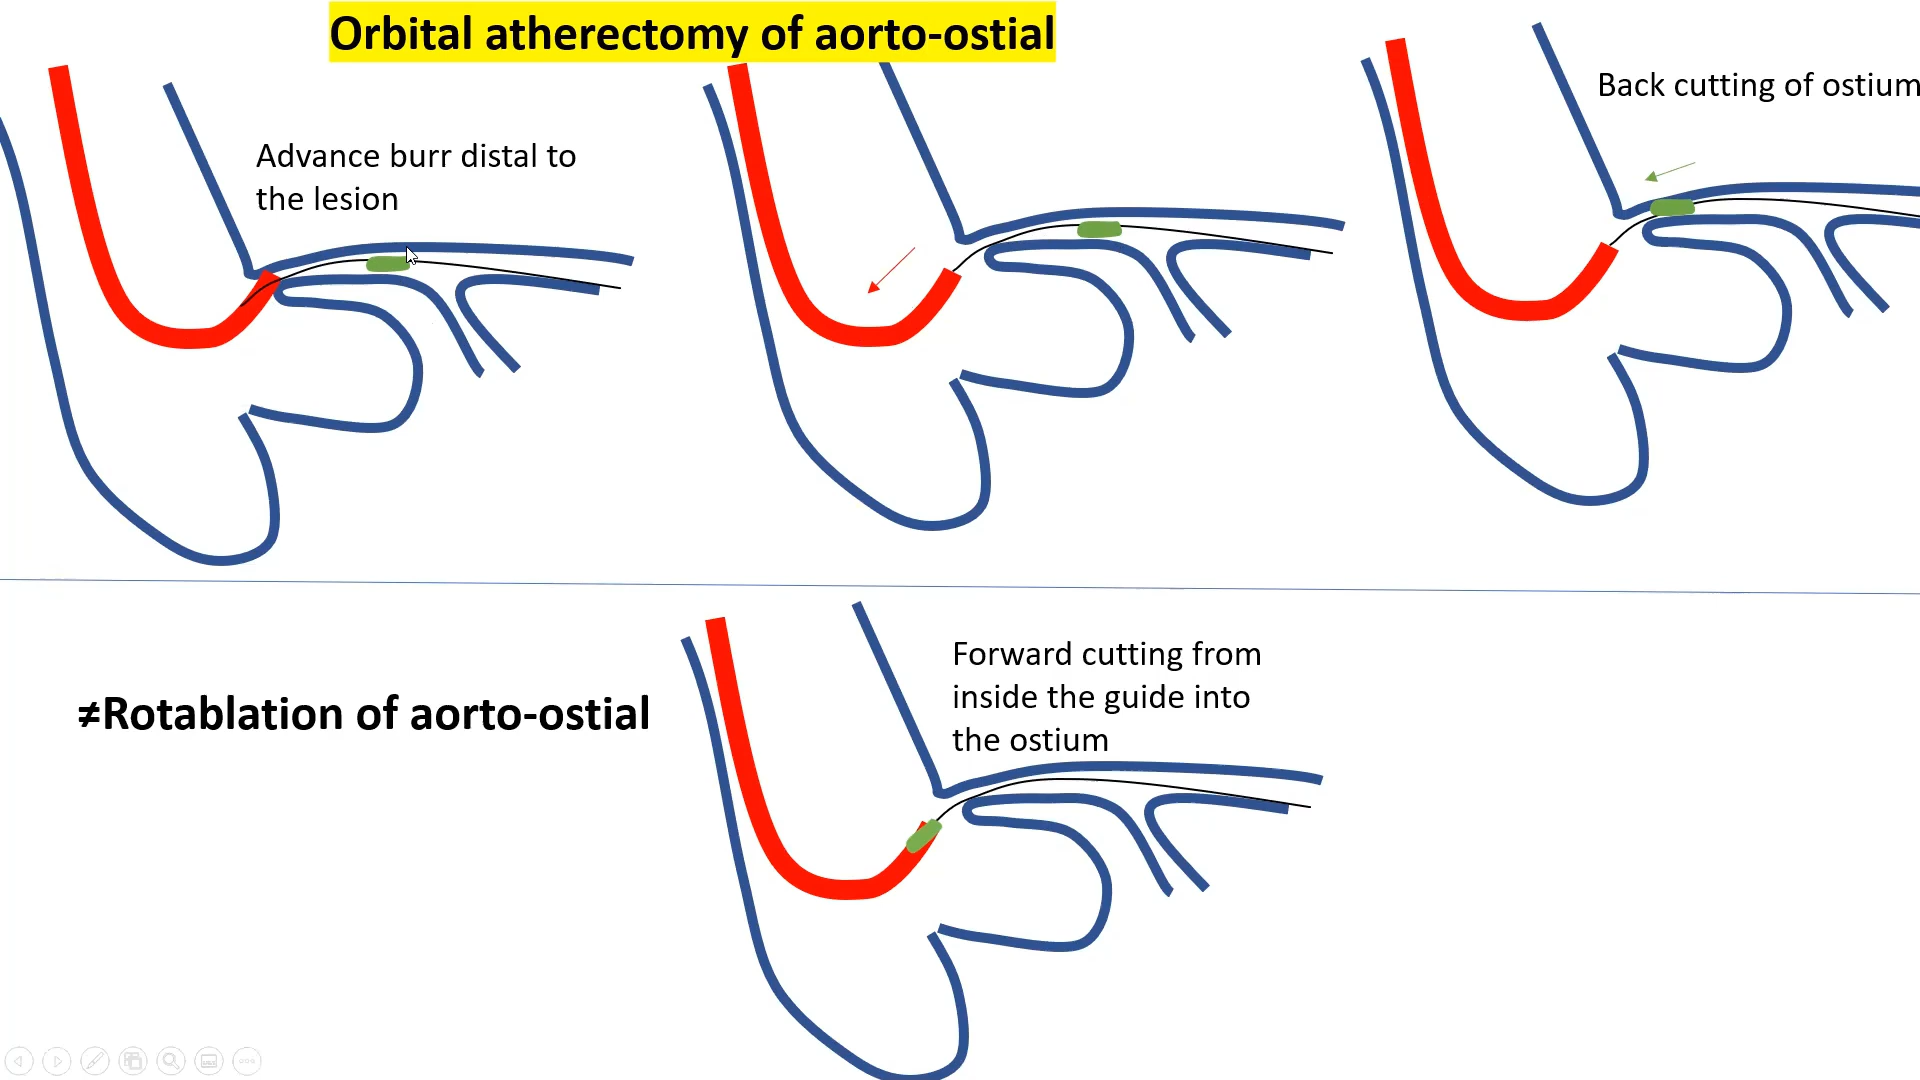 Orbital atherectomy of aorto-ostial
Advance burr distal to
the lesion
Back cutting of ostium
≠Rotablation of aorto-ostial
Forward cutting from
inside the guide into
the ostium